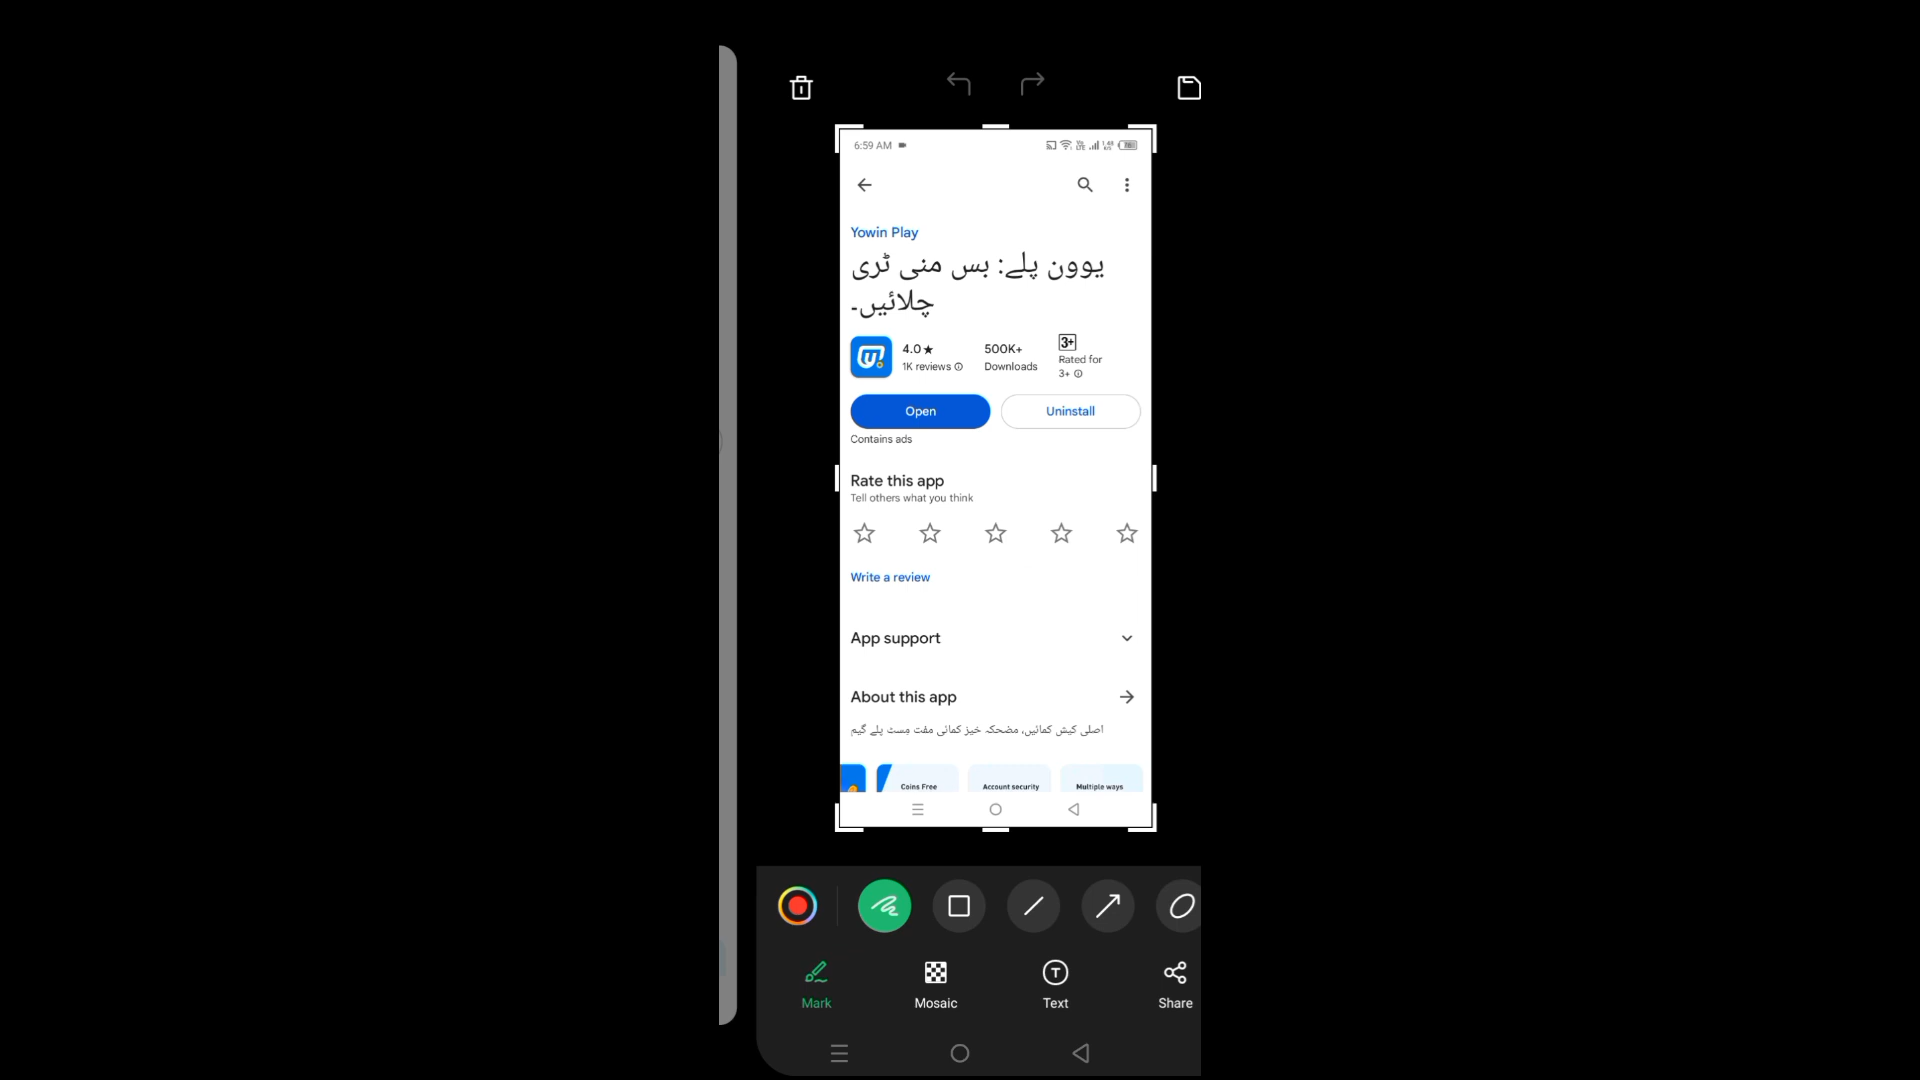 6:59 AM
Yowin Play
یوون پلے: بس منی ٹری
چلائیں۔
4.0★
1K reviews
500K+
Downloads
3+
Rated for
3+
Open
Uninstall
Contains ads
Rate this app
Tell others what you think
Write a review
App support
About this app
اصلی کیش کمائیں، مضحکہ خیز کمائی مفت مسٹ پلے گیم
Coins Free
Account security
Multiple ways
Mark
Mosaic
Text
Share